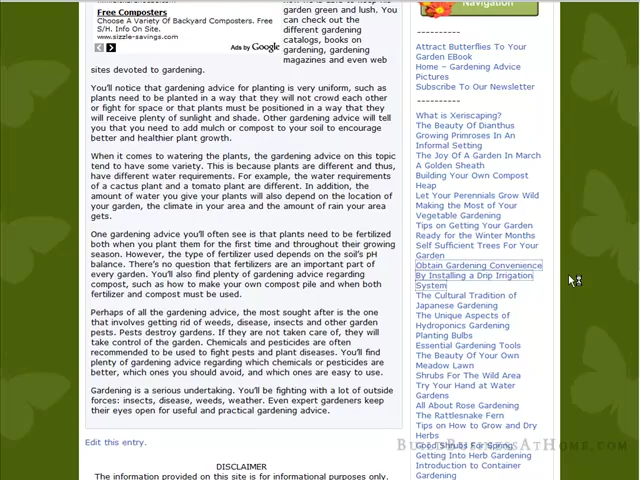 Free Composters
Choose A Variety Of Backyard Composters. Free
S/H. Info On Site.
www.sizzle-savings.com
Ads by Google
green and lush. You
can check out the
different gardening
catalogs, books on
gardening, gardening
magazines and even web
sites devoted to gardening.
You'll notice that gardening advice for planting is very uniform, such as
plants need to be planted in a way that they will not crowd each other
or fight for space or that plants must be positioned in a way that they
will receive plenty of sunlight and shade. Other gardening advice will tell
you that you need to add mulch or compost to your soil to encourage
better and healthier plant growth.
When it comes to watering the plants, the gardening advice on this topic
tend to have some variety. This is because plants are different and thus,
have different water requirements. For example, the water requirements
of a cactus plant and a tomato plant are different. In addition, the
amount of water you give your plants will also depend on the location of
your garden, the climate in your area and the amount of rain your area
gets.
One gardening advice you'll often see is that plants need to be fertilized
both when you plant them for the first time and throughout their growing
season. However, the type of fertilizer used depends on the soil's pH
balance. There's no question that fertilizers are an important part of
every garden. You'll also find plenty of gardening advice regarding
compost, such as how to make your own compost pile and when both
fertilizer and compost must be used.
Perhaps of all the gardening advice, the most sought after is the one
that involves getting rid of weeds, disease, insects and other garden
pests. Pests destroy gardens. If they are not taken care of, they will
take control of the garden. Chemicals and pesticides are often
recommended to be used to fight pests and plant diseases. You'll find
plenty of gardening advice regarding which chemicals or pesticides are
better, which ones you should avoid, and which ones are easy to use.
Gardening is a serious undertaking. You'll be fighting with a lot of outside
forces: insects, disease, weeds, weather. Even expert gardeners keep
their eyes open for useful and practical gardening advice.
Edit this entry.
DISCLAIMER
The information provided on this site is for informational purposes only.
Navigation
----------
Attract Butterflies To Your
Garden EBook
Home – Gardening Advice
Pictures
Subscribe To Our Newsletter
----------
What is Xeriscaping?
The Beauty Of Dianthus
Growing Primroses In An
Informal Setting
The Joy Of A Garden In March
A Golden Sheath
Building Your Own Compost
Heap
Let Your Perennials Grow Wild
Making the Most of Your
Vegetable Gardening
Tips on Getting Your Garden
Ready for the Winter Months
Self Sufficient Trees For Your
Garden
Obtain Gardening Convenience
By Installing a Drip Irrigation
System
The Cultural Tradition of
Japanese Gardening
The Unique Aspects of
Hydroponics Gardening
Planting Bulbs
Essential Gardening Tools
The Beauty Of Your Own
Meadow Lawn
Shrubs For The Wild Area
Try Your Hand at Water
Gardens
All About Rose Gardening
The Rattlesnake Fern
Tips on How to Grow and Dry
Herbs
Good Shrubs For Spring
Getting Into Herb Gardening
Introduction to Container
Gardening